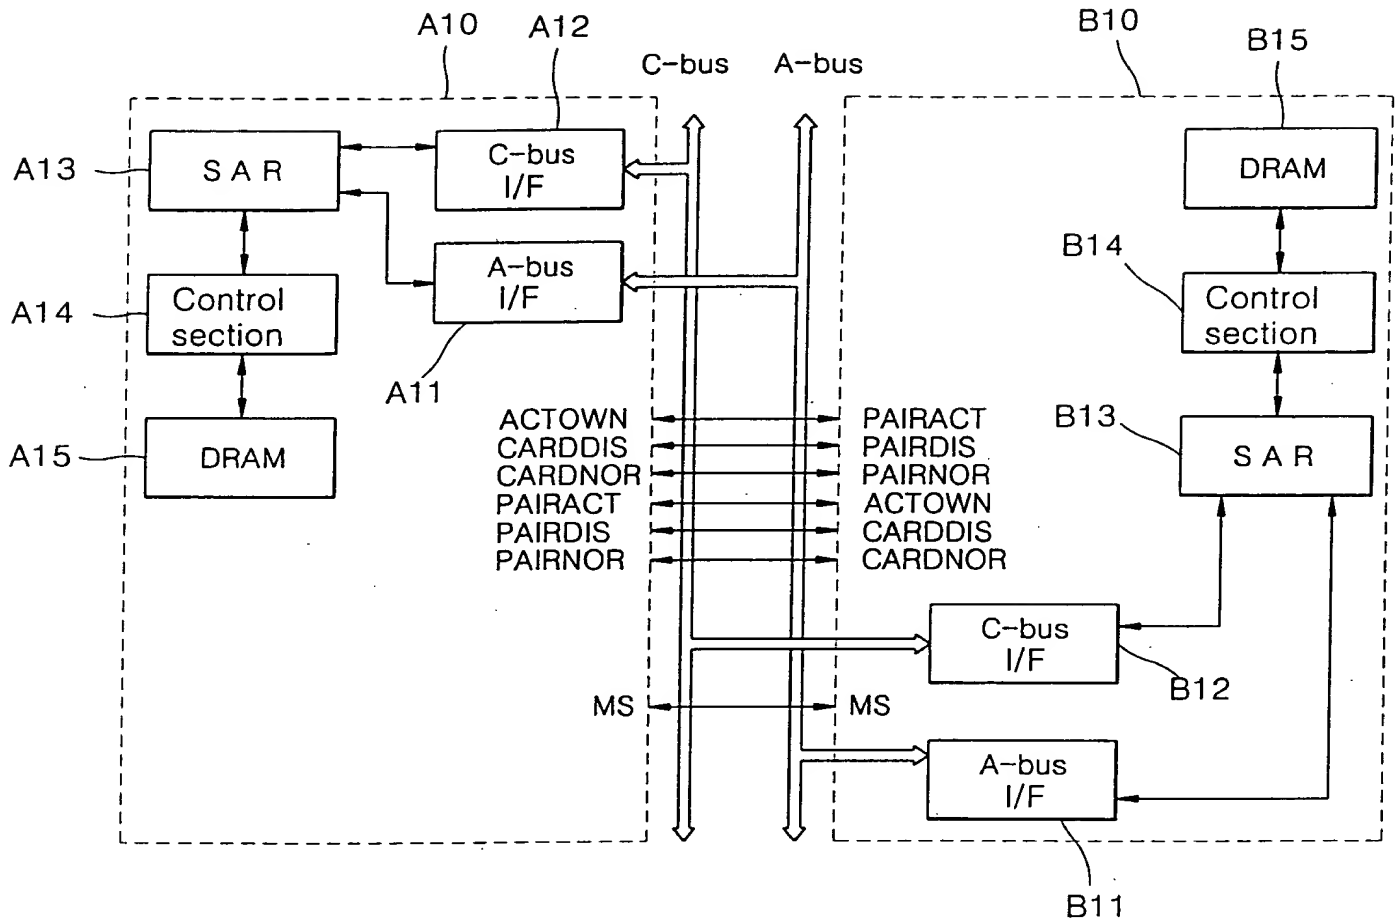 A10
A12
C-bus
A-bus
B10
B15
A13
S A R
C-bus
I/F
DRAM
A-bus
I/F
B14
A14
Control
section
Control
section
A11
ACTOWN
PAIRACT
B13
CARDDIS
PAIRDIS
A15
DRAM
CARDNOR
PAIRNOR
S A R
PAIRACT
ACTOWN
PAIRDIS
CARDDIS
PAIRNOR
CARDNOR
C-bus
I/F
B12
MS
MS
A-bus
I/F
B11